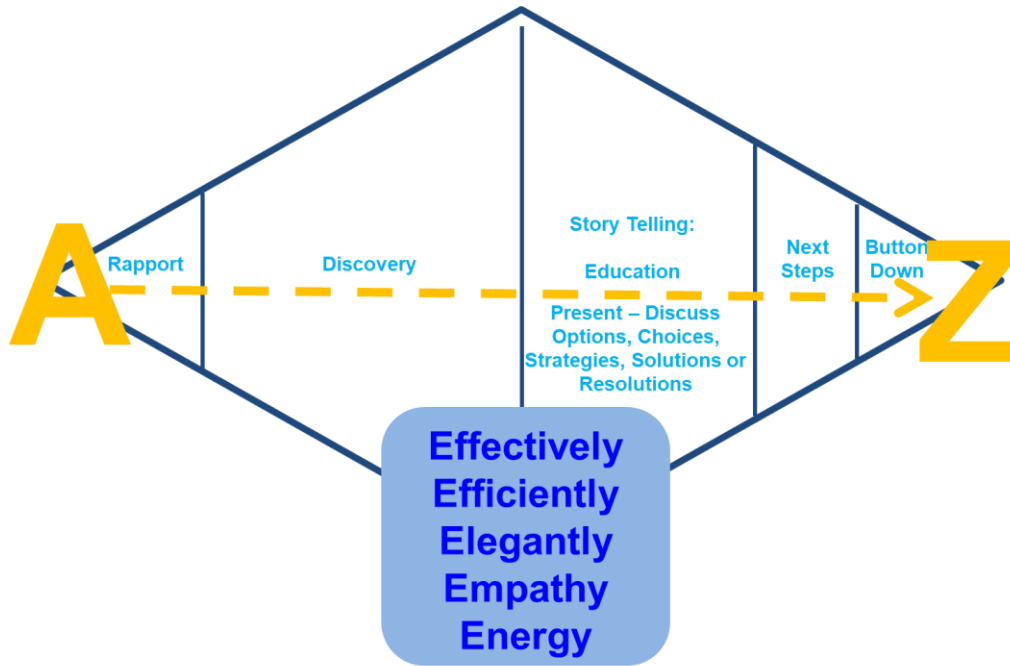 A
Rapport
Discovery
Story Telling:
Education
Present – Discuss
Options, Choices,
Strategies, Solutions or
Resolutions
Next
Steps
Button
Down
Z
Effectively
Efficiently
Elegantly
Empathy
Energy